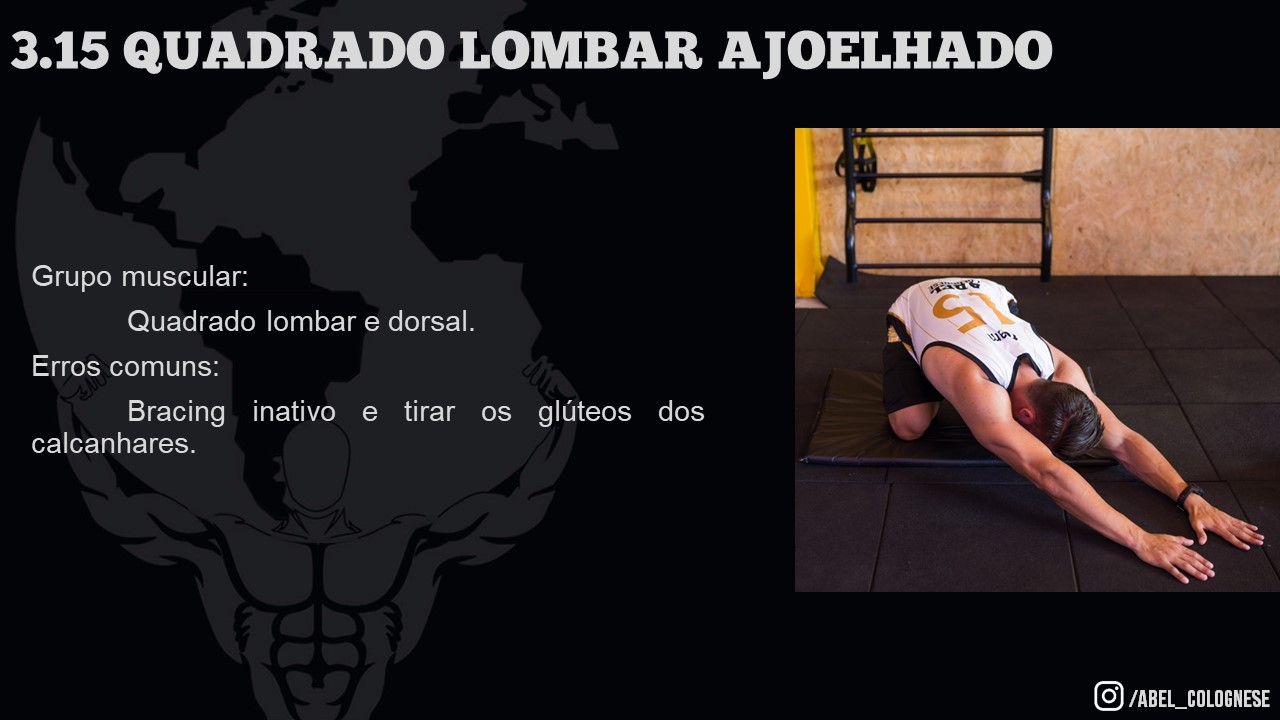 3.15 QUADRADO LOMBAR AJOELHADO
Grupo muscular:
Quadrado lombar e dorsal.
Erros comuns:
Bracing inativo e tirar os glúteos dos
calcanhares.
15
/ABEL_COLOGNESE